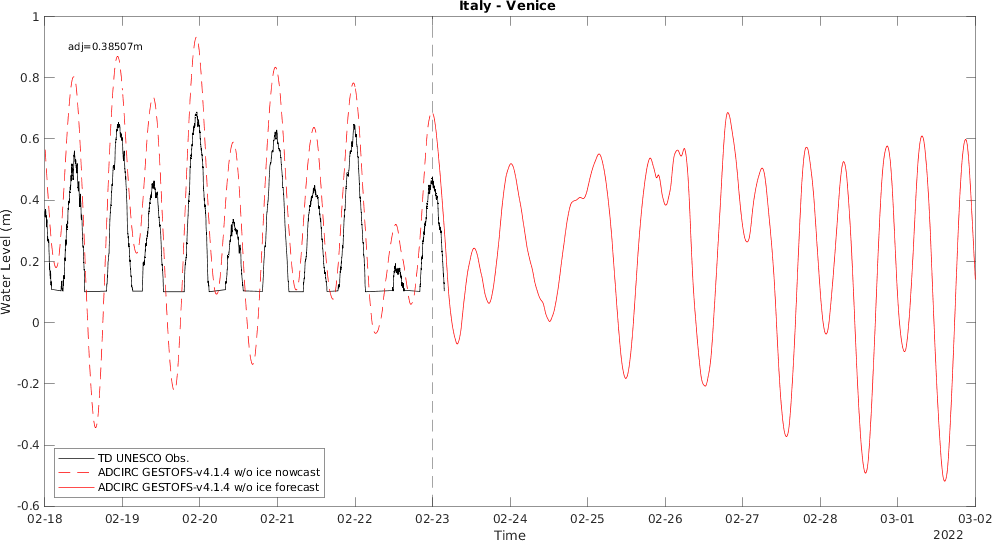 Italy - Venice
adj=0.38507m
Water Level (m)
1
0.8
0.6
0.4
0.2
0
-0.2
-0.4
-0.6
TD UNESCO Obs.
ADCIRC GESTOFS-v4.1.4 w/o ice nowcast
ADCIRC GESTOFS-v4.1.4 w/o ice forecast
02-18 02-19 02-20 02-21 02-22 02-23 02-24 02-25 02-26 02-27 02-28 03-01 03-02
Time
2022